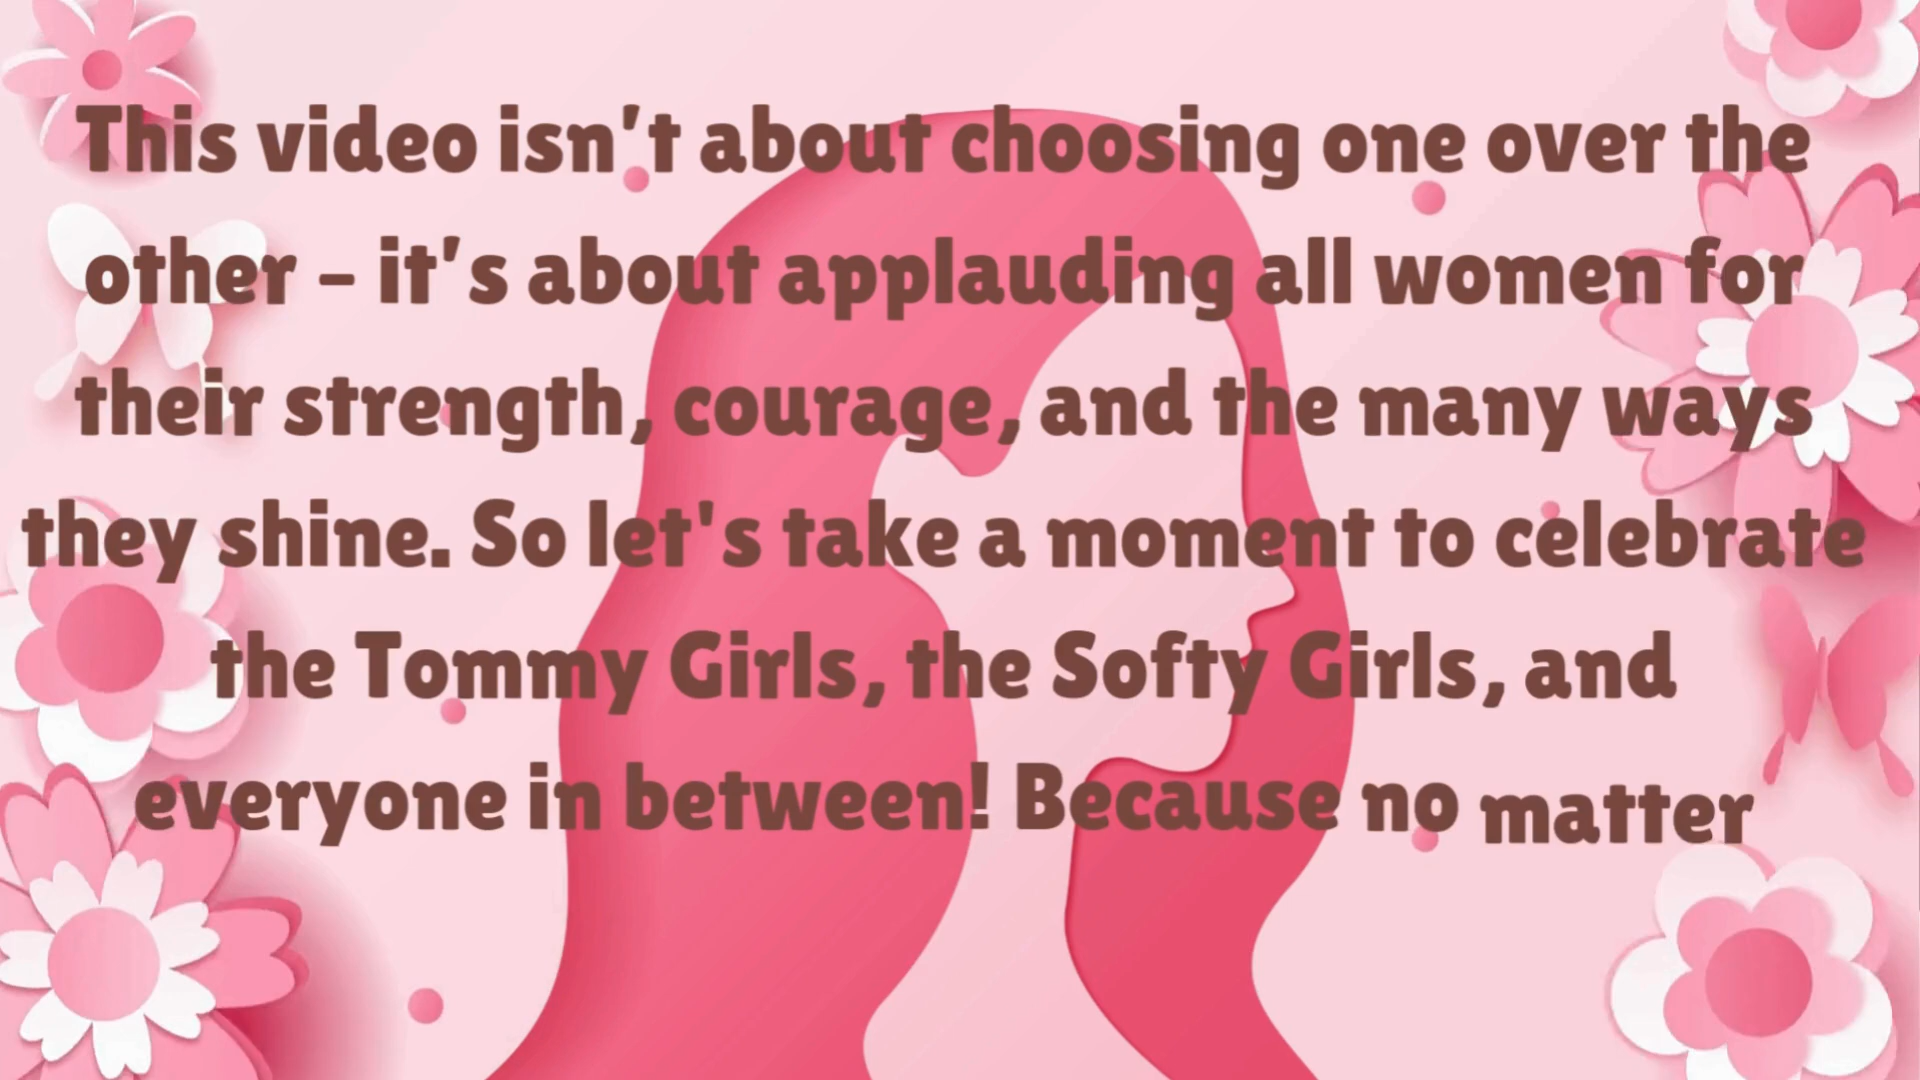 This video isn’t about choosing one over the
other – it’s about applauding all women for
their strength, courage, and the many ways
they shine. So let's take a moment to celebrate
the Tommy Girls, the Softy Girls, and
everyone in between! Because no matter